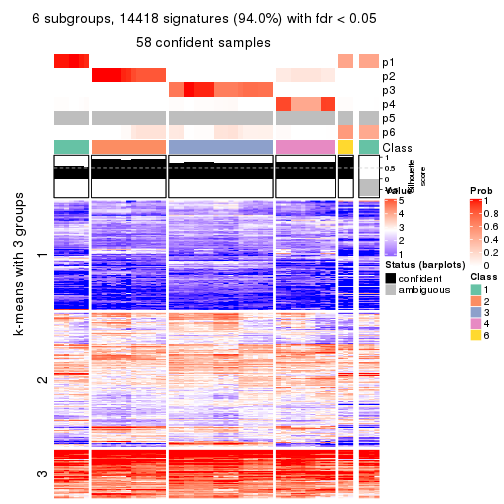 6 subgroups, 14418 signatures (94.0%) with fdr < 0.05
58 confident samples
p1
p2
p3
p4
p5
p6
Class
1
0.5
0
Silhouette
score
k-means with 3 groups
1
2
3
Value
5
4
3
2
1
Status (barplots)
confident
ambiguous
Prob
1
0.8
0.6
0.4
0.2
0
Class
1
2
3
4
6